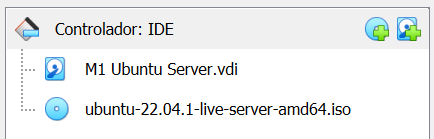 Controlador: IDE
M1 Ubuntu Server.vdi
ubuntu-22.04.1-live-server-amd64.iso